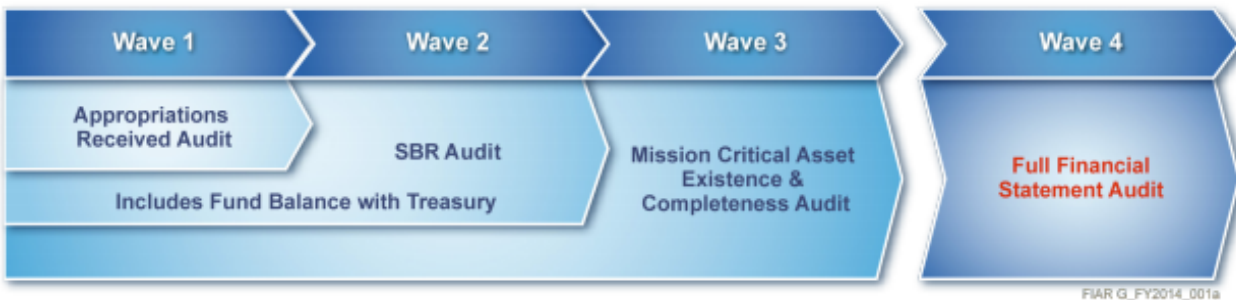 Wave 1
Wave 2
Wave 3
Wave 4
Appropriations
Received Audit
SBR Audit
Includes Fund Balance with Treasury
Mission Critical Asset
Existence &
Completeness Audit
Full Financial
Statement Audit
FIAR G_FY2014_001a